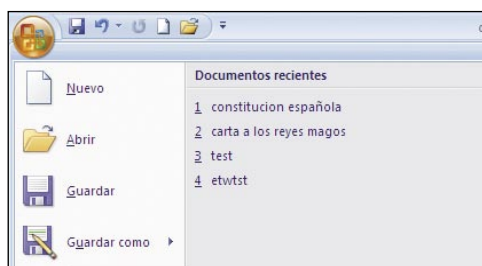 Nuevo
Abrir
Guardar
Guardar como
Documentos recientes
1 constitucion española
2 carta a los reyes magos
3 test
4 etwtst